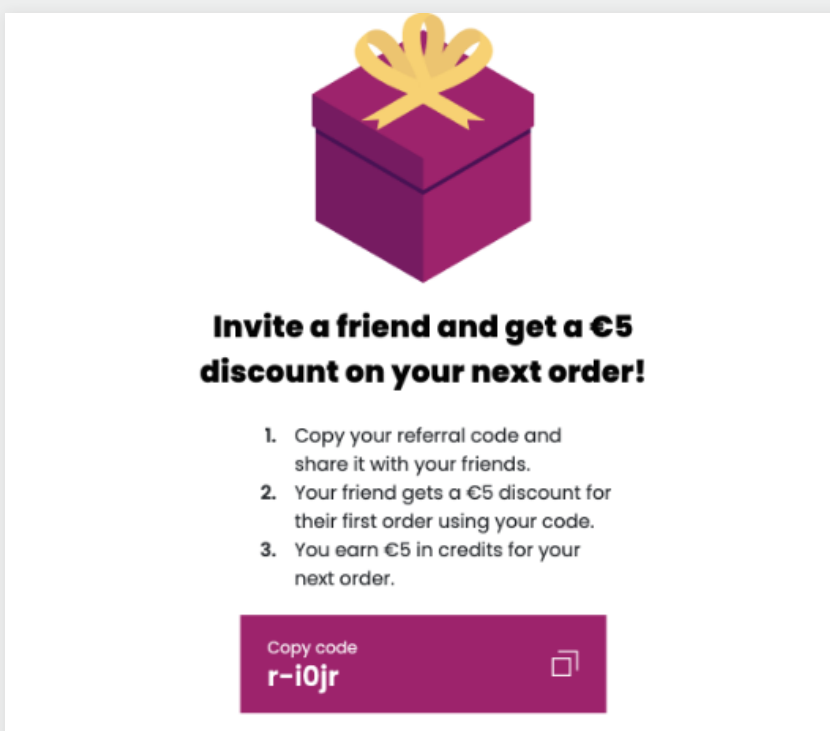 Invite a friend and get a €5
discount on your next order!
1. Copy your referral code and
share it with your friends.
2. Your friend gets a €5 discount for
their first order using your code.
3. You earn €5 in credits for your
next order.
Copy code
r-i0jr